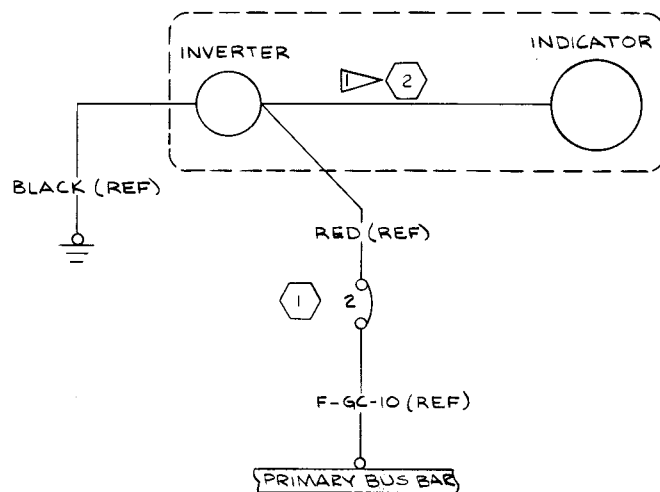 INVERTER
INDICATOR
1 2
BLACK (REF)
RED (REF)
1 2
F-GC-10 (REF)
PRIMARY BUS BAR